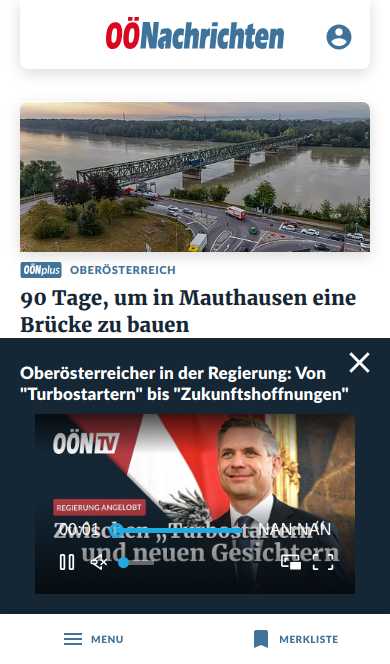 OÖNachrichten
OÖNplus OBERÖSTERREICH
90 Tage, um in Mauthausen eine
Brücke zu bauen
Oberösterreicher in der Regierung: Von
"Turbostartern" bis "Zukunftshoffnungen"
OÖN TV
REGIERUNG ANGELOBT
Zwischen „Turbostartern“
und neuen Gesichtern
00:01
-NAN:NAN
MENU
MERKLISTE